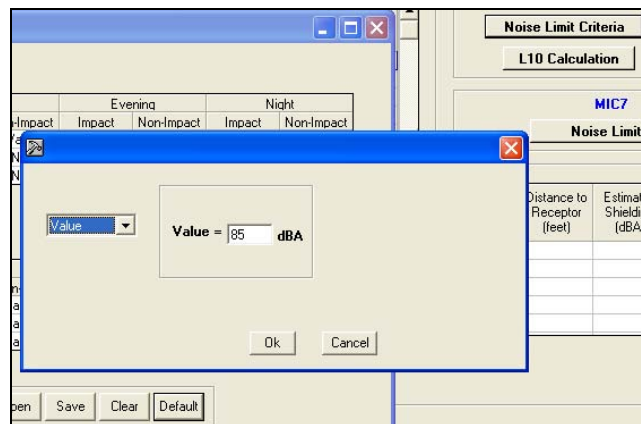 Noise Limit Criteria
L10 Calculation
Evening Night
Impact Impact Non-Impact Impact Non-Impact
MIC7
Noise Limit
Value
Value = 85 dBA
Distance to
Receptor
(feet)
(dBA
Ok Cancel
Save Clear Default